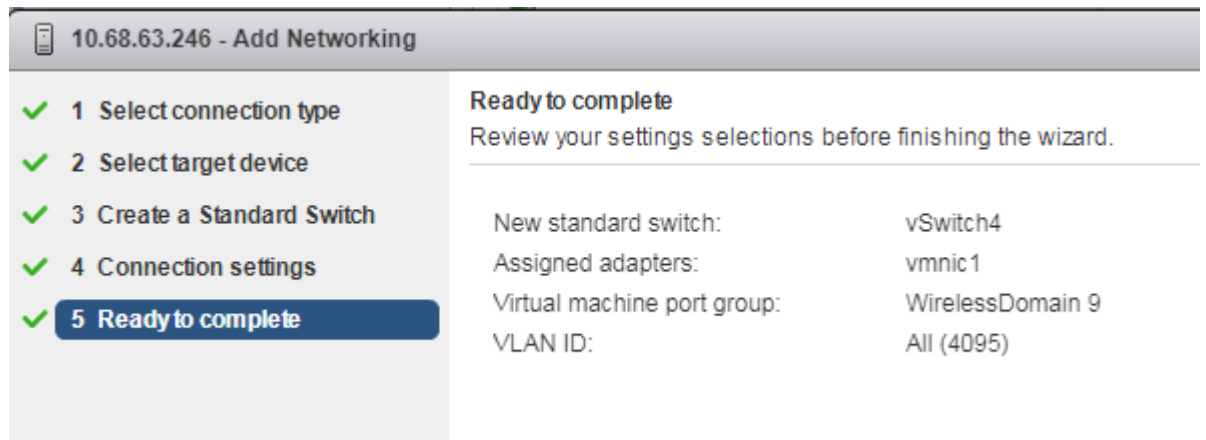 10.68.63.246 - Add Networking
1 Select connection type
2 Select target device
3 Create a Standard Switch
4 Connection settings
5 Ready to complete
Ready to complete
Review your settings selections before finishing the wizard.
New standard switch: vSwitch4
Assigned adapters: vmnic1
Virtual machine port group: WirelessDomain 9
VLAN ID: All (4095)